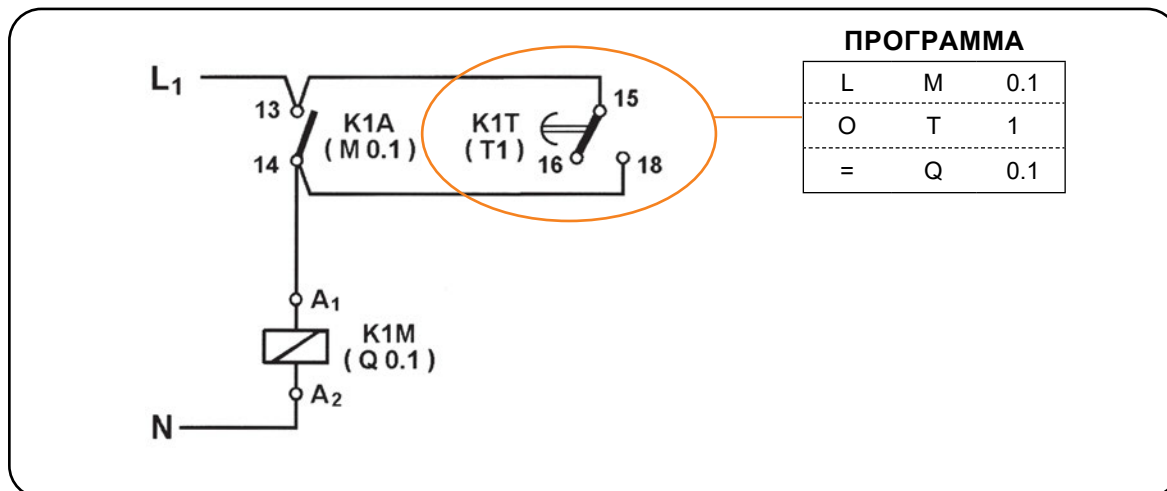 ПРОГРАММА
L M 0.1
O T 1
= Q 0.1
L1
13
14
K1A
( M 0.1 )
K1T
( T1 )
15
16
18
A1
K1M
( Q 0.1 )
A2
N